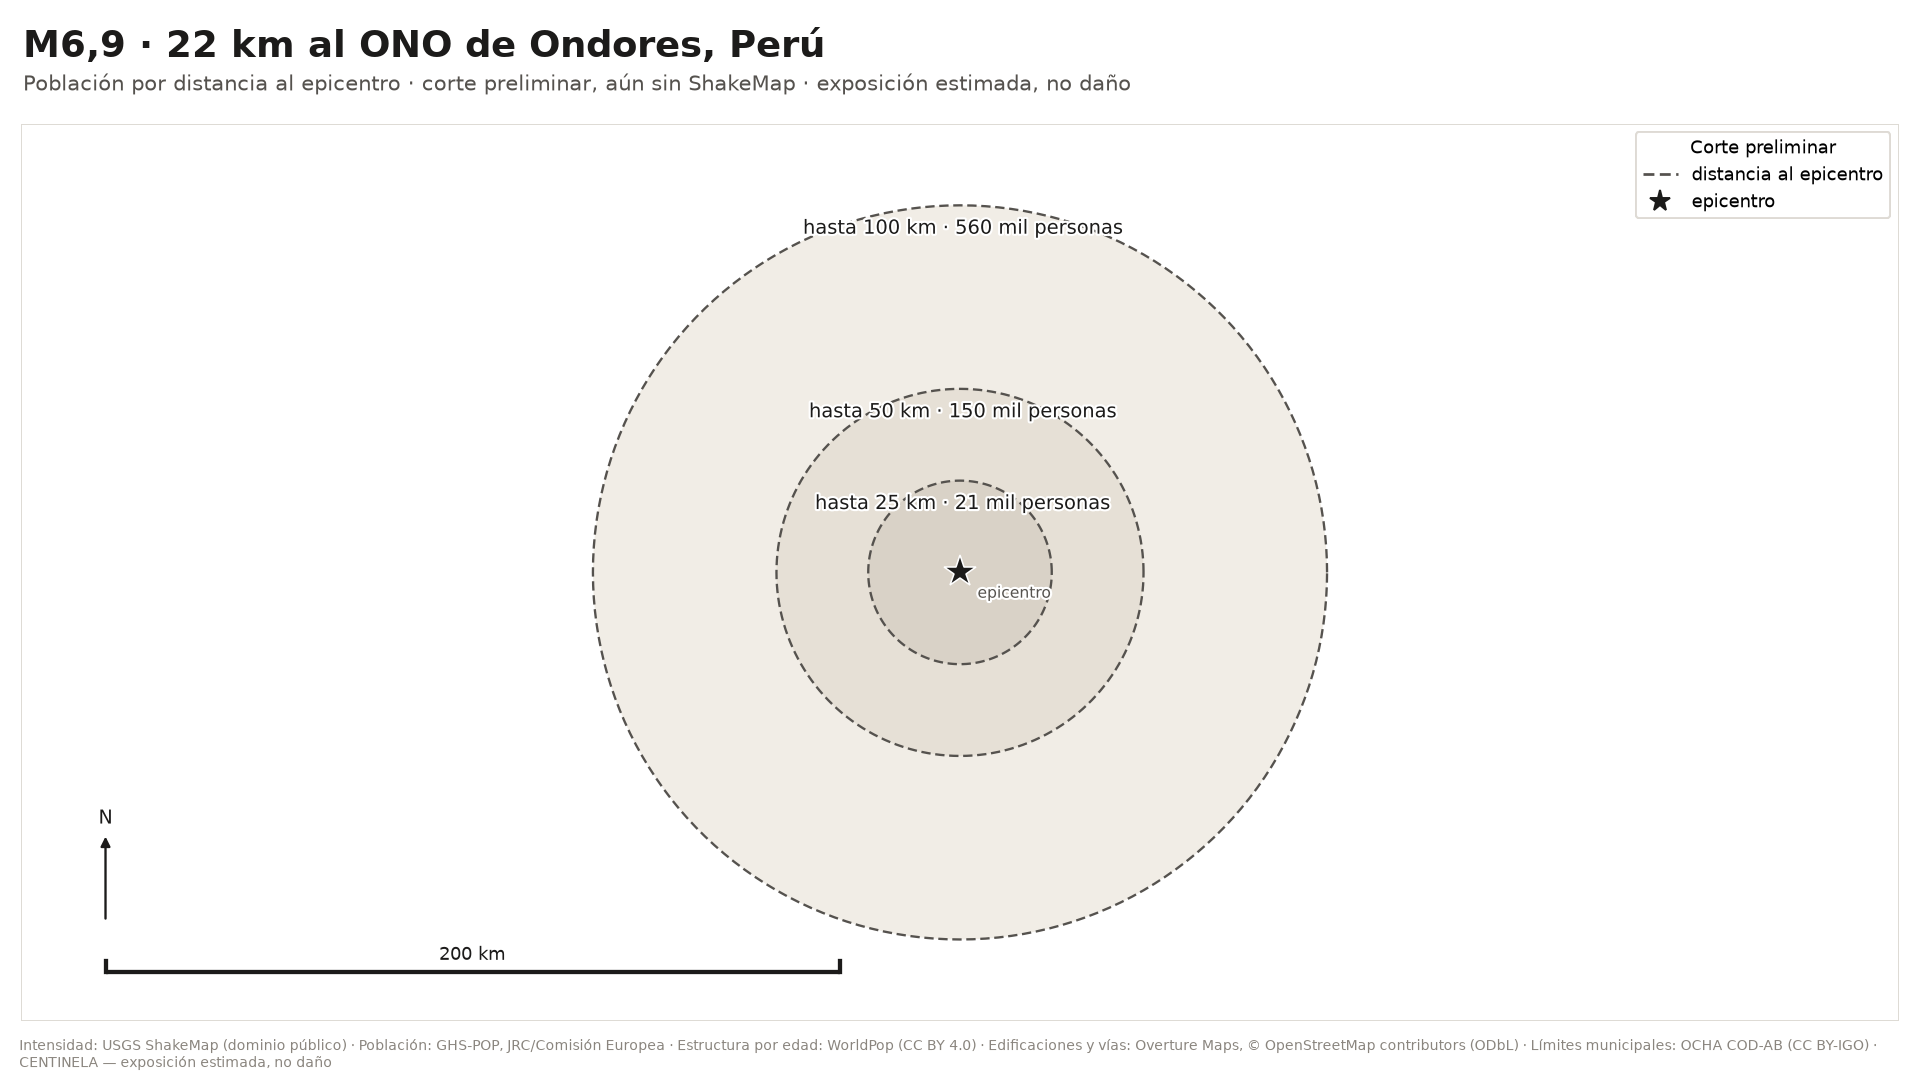 M6,9 · 22 km al ONO de Ondores, Perú
Población por distancia al epicentro · corte preliminar, aún sin ShakeMap · exposición estimada, no daño
Corte preliminar
distancia al epicentro
epicentro
hasta 100 km · 560 mil personas
hasta 50 km · 150 mil personas
hasta 25 km · 21 mil personas
epicentro
N
200 km
Intensidad: USGS ShakeMap (dominio público) · Población: GHS-POP, JRC/Comisión Europea · Estructura por edad: WorldPop (CC BY 4.0) · Edificaciones y vías: Overture Maps, © OpenStreetMap contributors (ODbL) · Límites municipales: OCHA COD-AB (CC BY-IGO) ·
CENTINELA — exposición estimada, no daño